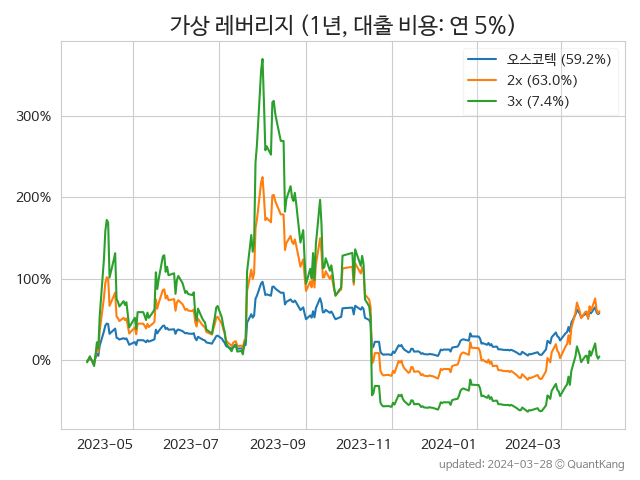 가상 레버리지 (1년, 대출 비용: 연 5%)
오스코텍 (59.2%)
2x (63.0%)
3x (7.4%)
300%
200%
100%
0%
2023-05 2023-07 2023-09 2023-11 2024-01 2024-03
updated: 2024-03-28 © QuantKang